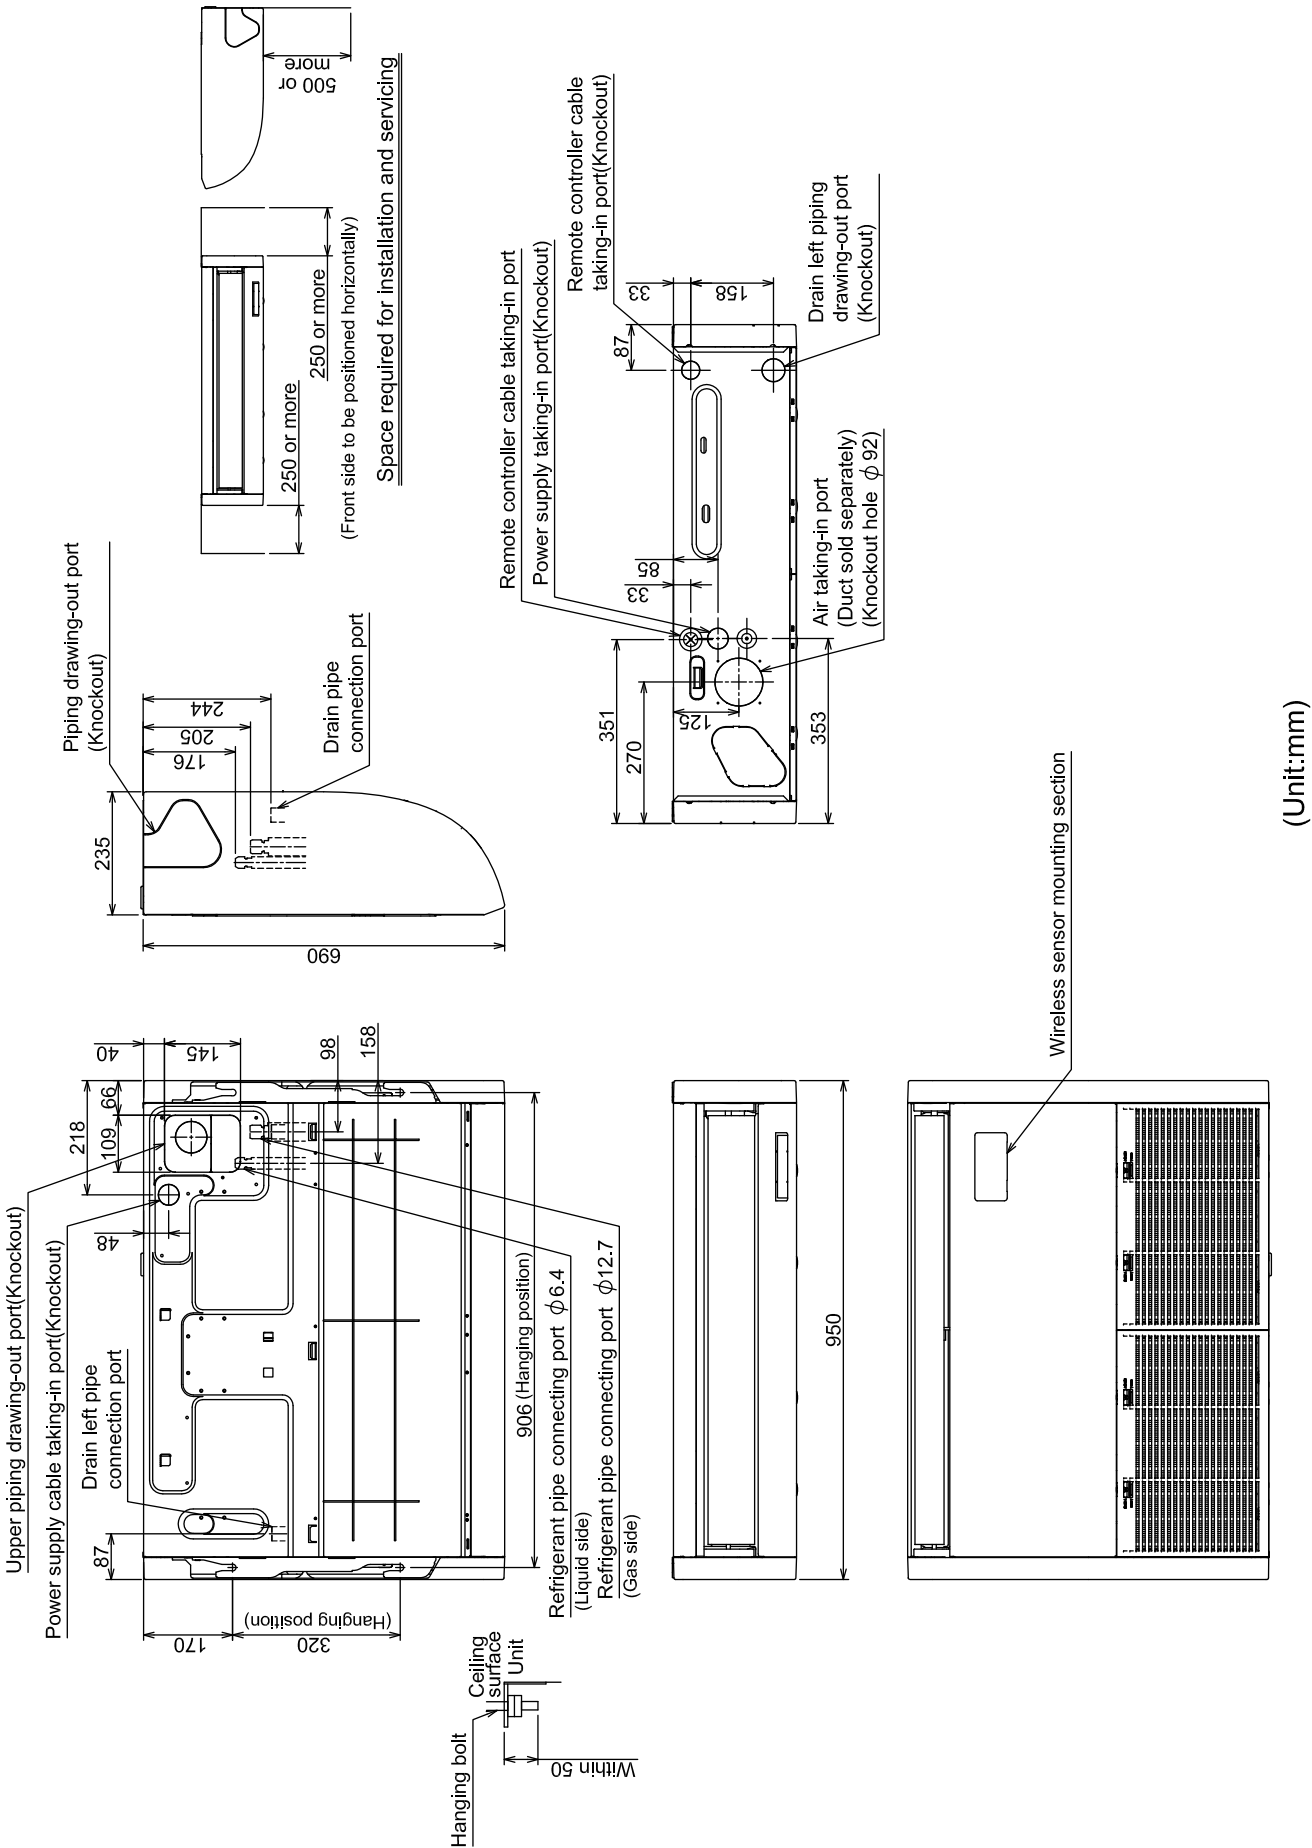 Upper piping drawing-out port(Knockout)
Power supply cable taking-in port(Knockout)
Drain left pipe
connection port
87
48
218
109
66
40
145
98
158
170
320
(Hanging position)
906 (Hanging position)
Refrigerant pipe connecting port ϕ6.4
(Liquid side)
Refrigerant pipe connecting port ϕ12.7
(Gas side)
Hanging bolt
Ceiling
surface
Unit
Within 50
Piping drawing-out port
(Knockout)
235
690
176
205
244
Drain pipe
connection port
250 or more
250 or more
(Front side to be positioned horizontally)
500 or
more
Space required for installation and servicing
950
Wireless sensor mounting section
Remote controller cable taking-in port
Power supply taking-in port(Knockout)
Remote controller cable
taking-in port(Knockout)
351
270
125
33
85
87
33
158
353
Air taking-in port
(Duct sold separately)
(Knockout hole ϕ92)
Drain left piping
drawing-out port
(Knockout)
(Unit:mm)